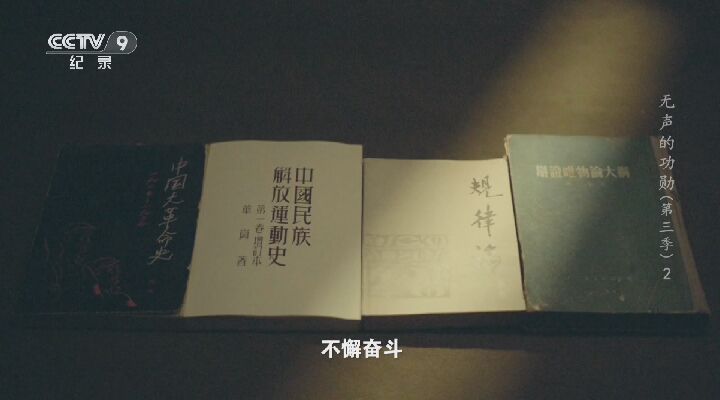 CCTV 9
纪录
无声的功勋(第三季)2
中国大革命史
中國民族
解放運動史
第一卷增訂本
華崗 著
規律論
辯證唯物論大綱
不懈奋斗